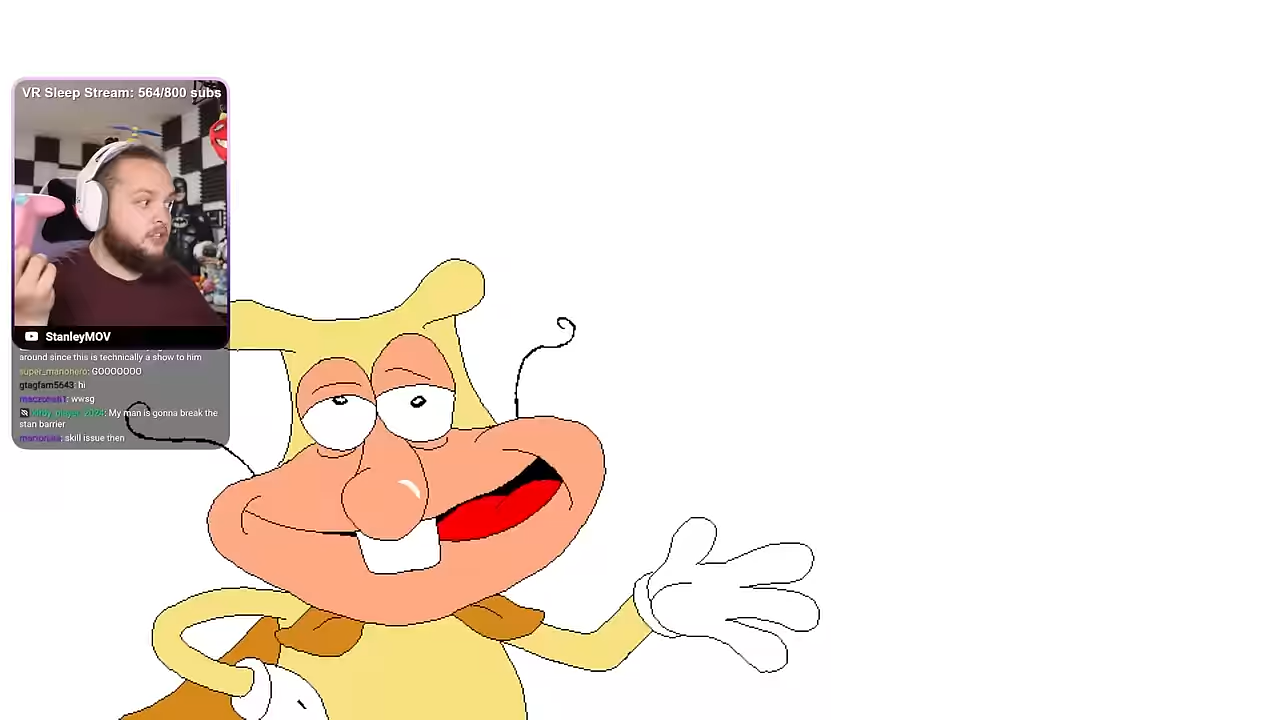 VR Sleep Stream: 564/800 subs
StanleyMOV
around since this is technically a show to him
super_marionero: GOOOOOOO
gtagfam5643: hi
wwsg
My man is gonna break the
stan barrier
skill issue then